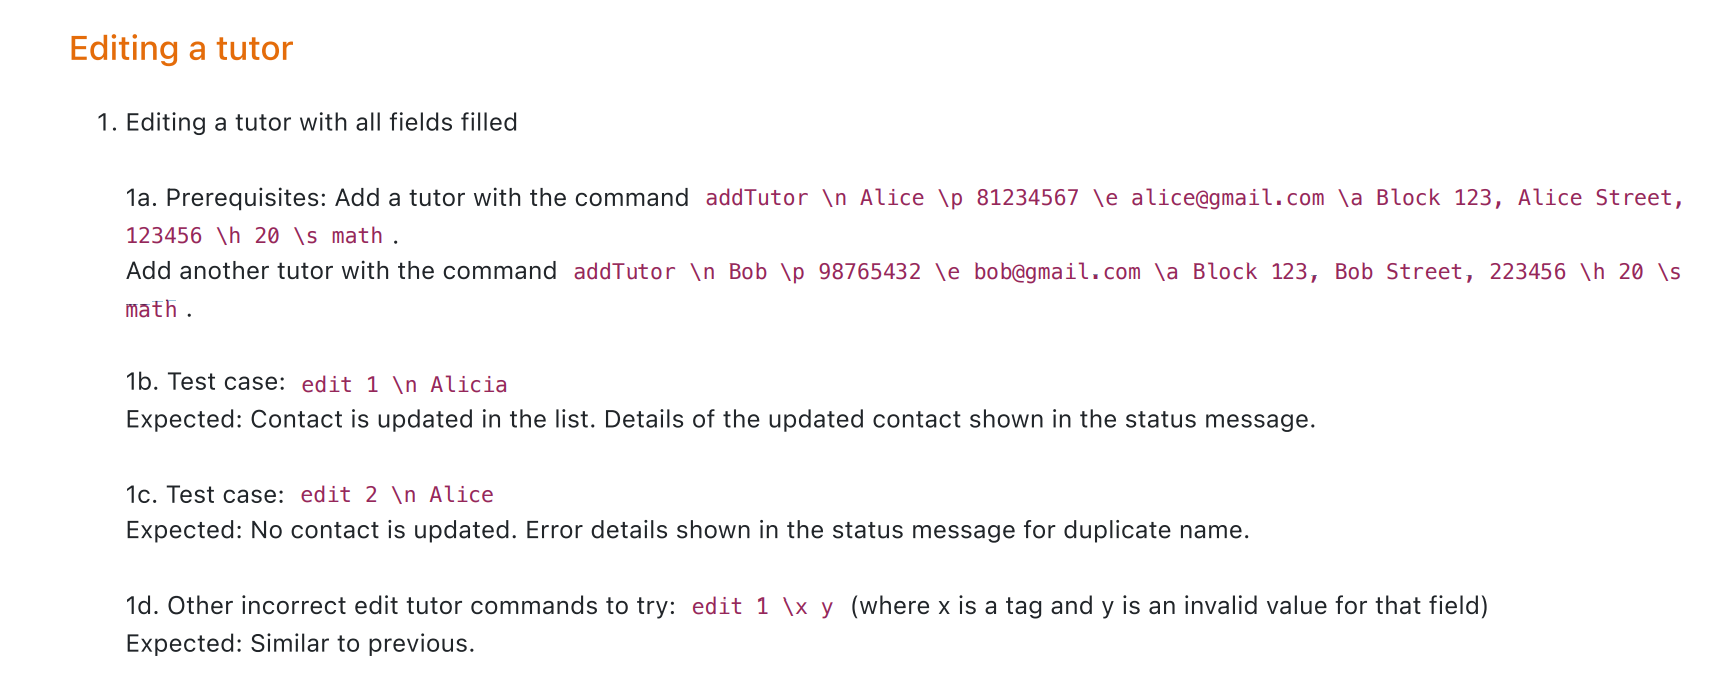 Editing a tutor
1. Editing a tutor with all fields filled
1a. Prerequisites: Add a tutor with the command addTutor \n Alice \p 81234567 \e alice@gmail.com \a Block 123, Alice Street,
123456 \h 20 \s math .
Add another tutor with the command addTutor \n Bob \p 98765432 \e bob@gmail.com \a Block 123, Bob Street, 223456 \h 20 \s
math .
1b. Test case: edit 1 \n Alicia
Expected: Contact is updated in the list. Details of the updated contact shown in the status message.
1c. Test case: edit 2 \n Alice
Expected: No contact is updated. Error details shown in the status message for duplicate name.
1d. Other incorrect edit tutor commands to try: edit 1 \x y (where x is a tag and y is an invalid value for that field)
Expected: Similar to previous.